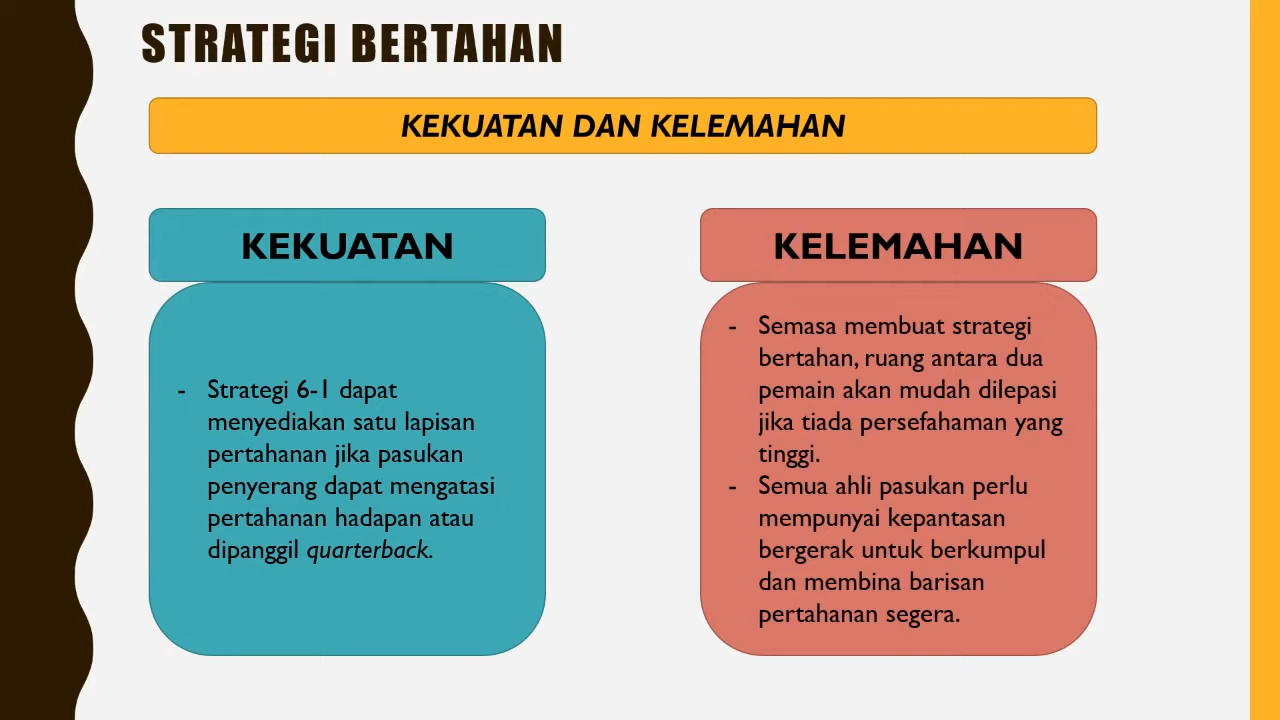 STRATEGI BERTAHAN
KEKUATAN DAN KELEMAHAN
KEKUATAN
- Strategi 6-1 dapat
menyediakan satu lapisan
pertahanan jika pasukan
penyerang dapat mengatasi
pertahanan hadapan atau
dipanggil quarterback.
KELEMAHAN
- Semasa membuat strategi
bertahan, ruang antara dua
pemain akan mudah dilepasi
jika tiada persefahaman yang
tinggi.
- Semua ahli pasukan perlu
mempunyai kepantasan
bergerak untuk berkumpul
dan membina barisan
pertahanan segera.